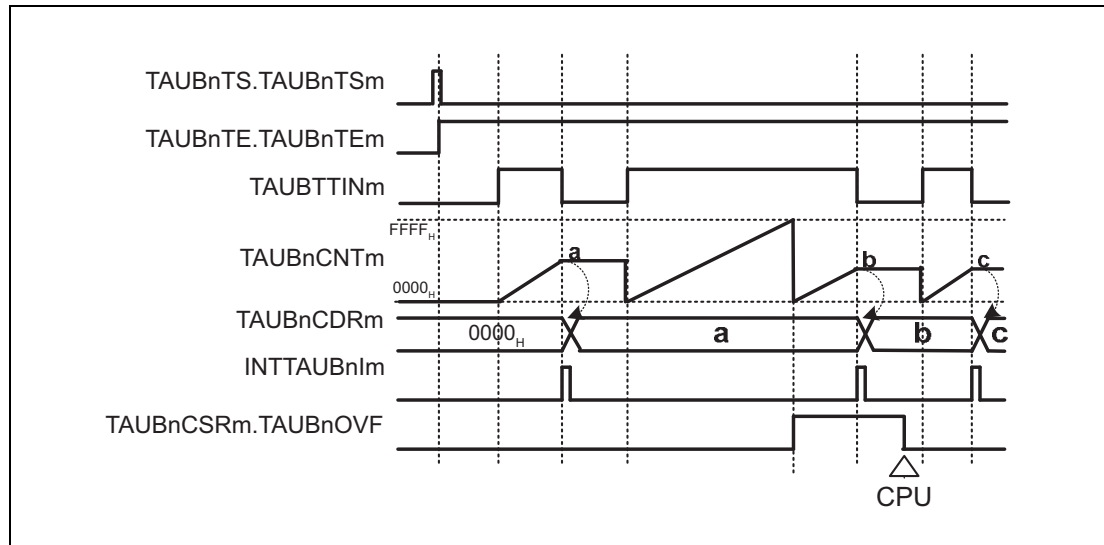 TAUBnTS.TAUBnTSm
TAUBnTE.TAUBnTEm
TAUBTTINm
FFFFH
TAUBnCNTm
a
b
c
0000H
TAUBnCDRm
0000H
a
b
c
INTTAUBnIm
TAUBnCSRm.TAUBnOVF
CPU